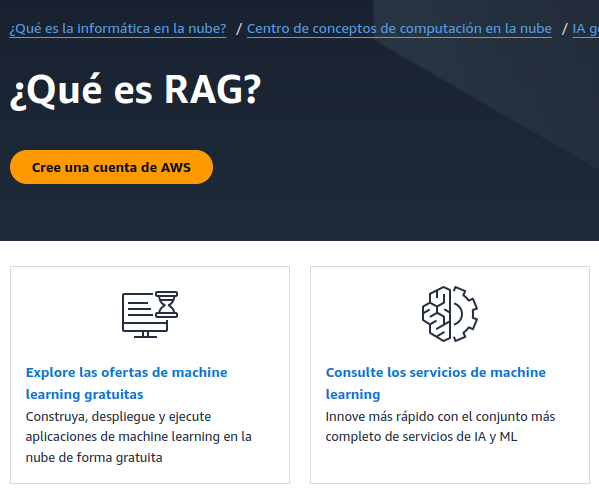 ¿Qué es la informática en la nube? / Centro de conceptos de computación en la nube / IA
¿Qué es RAG?
Cree una cuenta de AWS
Explore las ofertas de machine
learning gratuitas
Construya, despliegue y ejecute
aplicaciones de machine learning en la
nube de forma gratuita
Consulte los servicios de machine
learning
Innove más rápido con el conjunto más
completo de servicios de IA y ML